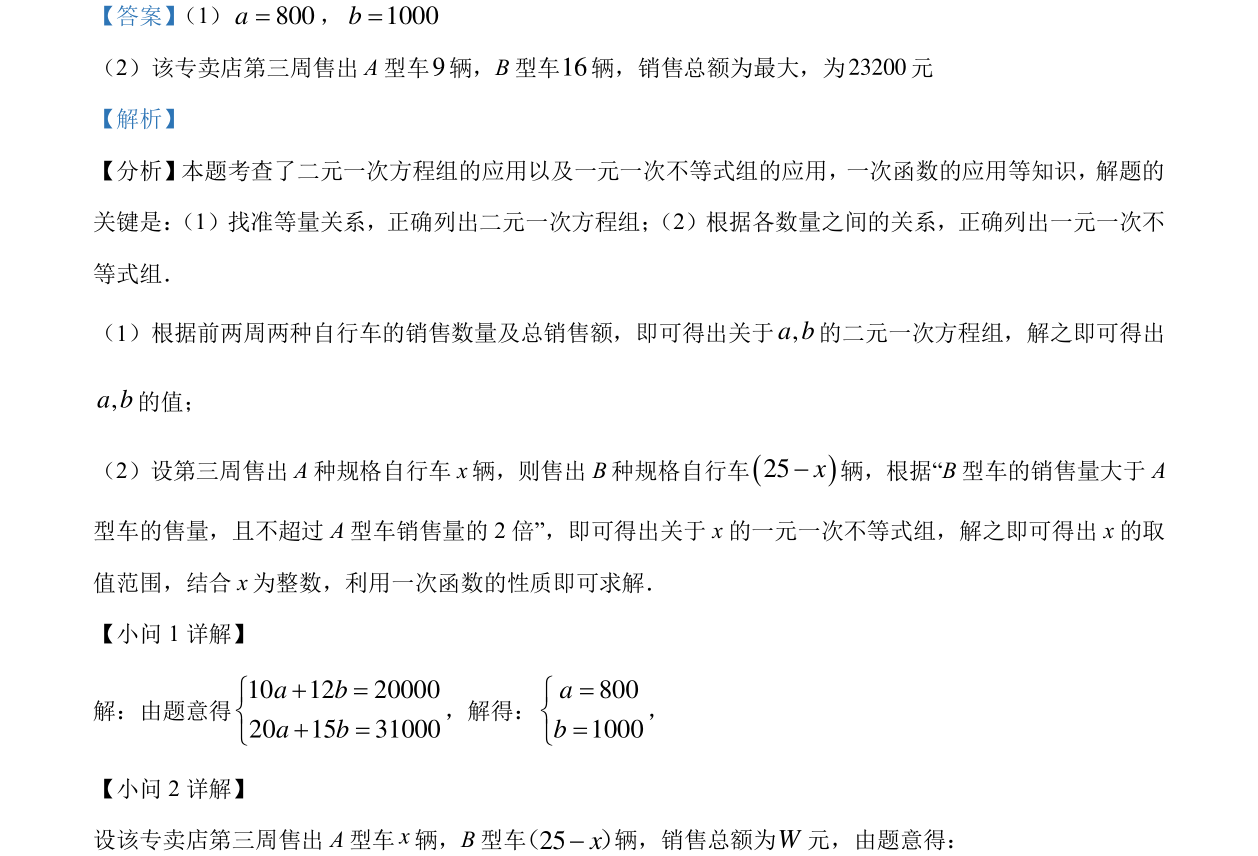 【答案】（1）a = 800，b =1000
（2）该专卖店第三周售出 A 型车9辆，B 型车16辆，销售总额为最大，为23200 元
【解析】
【分析】本题考查了二元一次方程组的应用以及一元一次不等式组的应用，一次函数的应用等知识，解题的
关键是：（1）找准等量关系，正确列出二元一次方程组；（2）根据各数量之间的关系，正确列出一元一次不
等式组．
（1）根据前两周两种自行车的销售数量及总销售额，即可得出关于 a,b 的二元一次方程组，解之即可得出
a,b 的值；
（2）设第三周售出 A 种规格自行车 x 辆，则售出 B 种规格自行车(25 − x)辆，根据“B 型车的销售量大于 A
型车的售量，且不超过 A 型车销售量的 2 倍”，即可得出关于 x 的一元一次不等式组，解之即可得出 x 的取
值范围，结合 x 为整数，利用一次函数的性质即可求解．
【小问 1 详解】
解：由题意得{10a +12b = 20000 20a +15b = 31000，解得：{a = 800 b =1000，
【小问 2 详解】
设该专卖店第三周售出 A 型车 x 辆，B 型车(25 − x)辆，销售总额为W 元，由题意得：